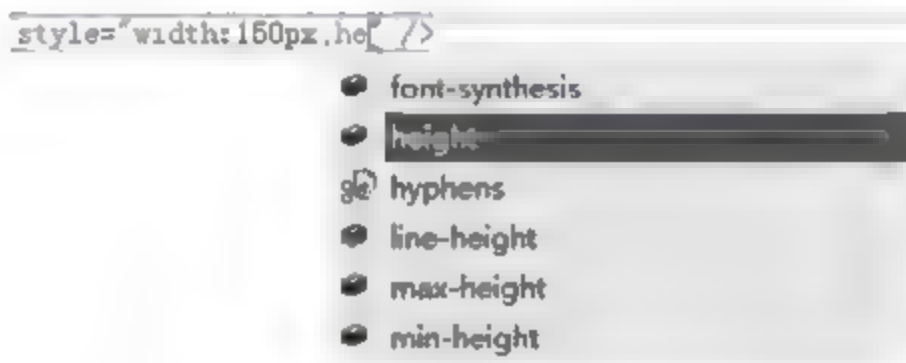 style="width:150px,he[ />
font-synthesis
height
hyphens
line-height
max-height
min-height